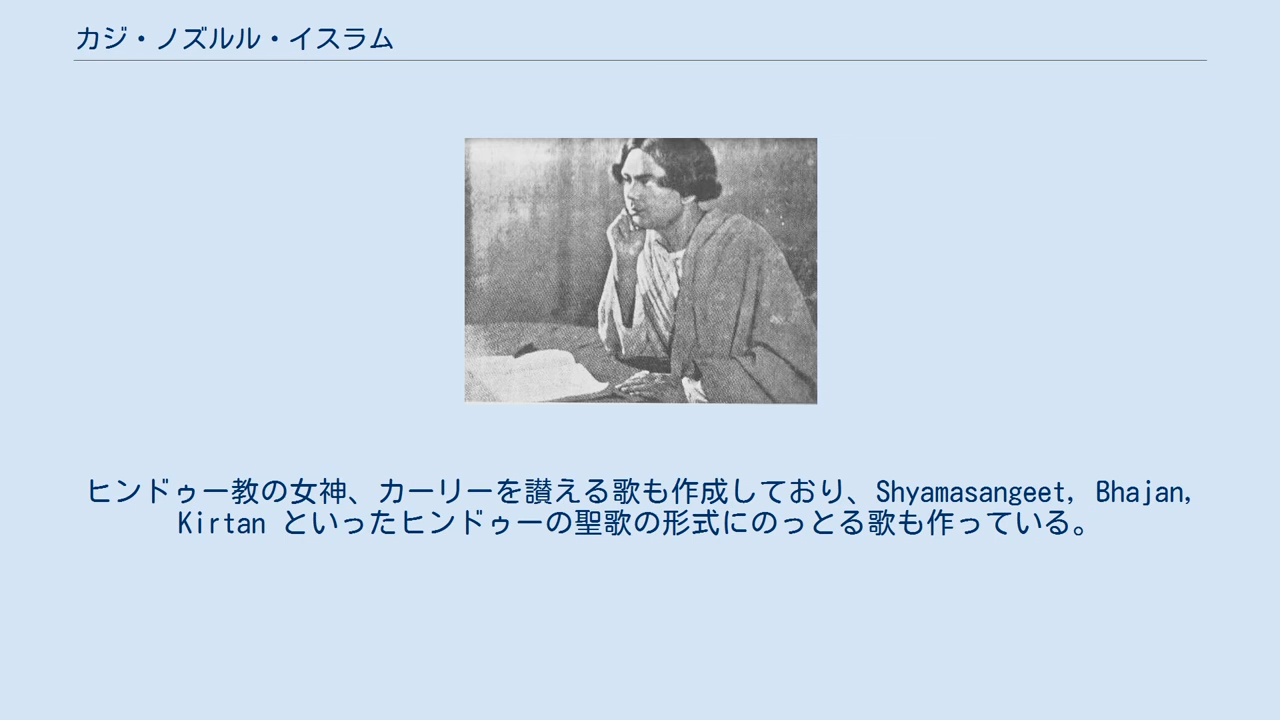 カジ・ノズルル・イスラム
ヒンドゥー教の女神、カーリーを讃える歌も作成しており、Shyamasangeet, Bhajan,
Kirtan といったヒンドゥーの聖歌の形式にのっとる歌も作っている。